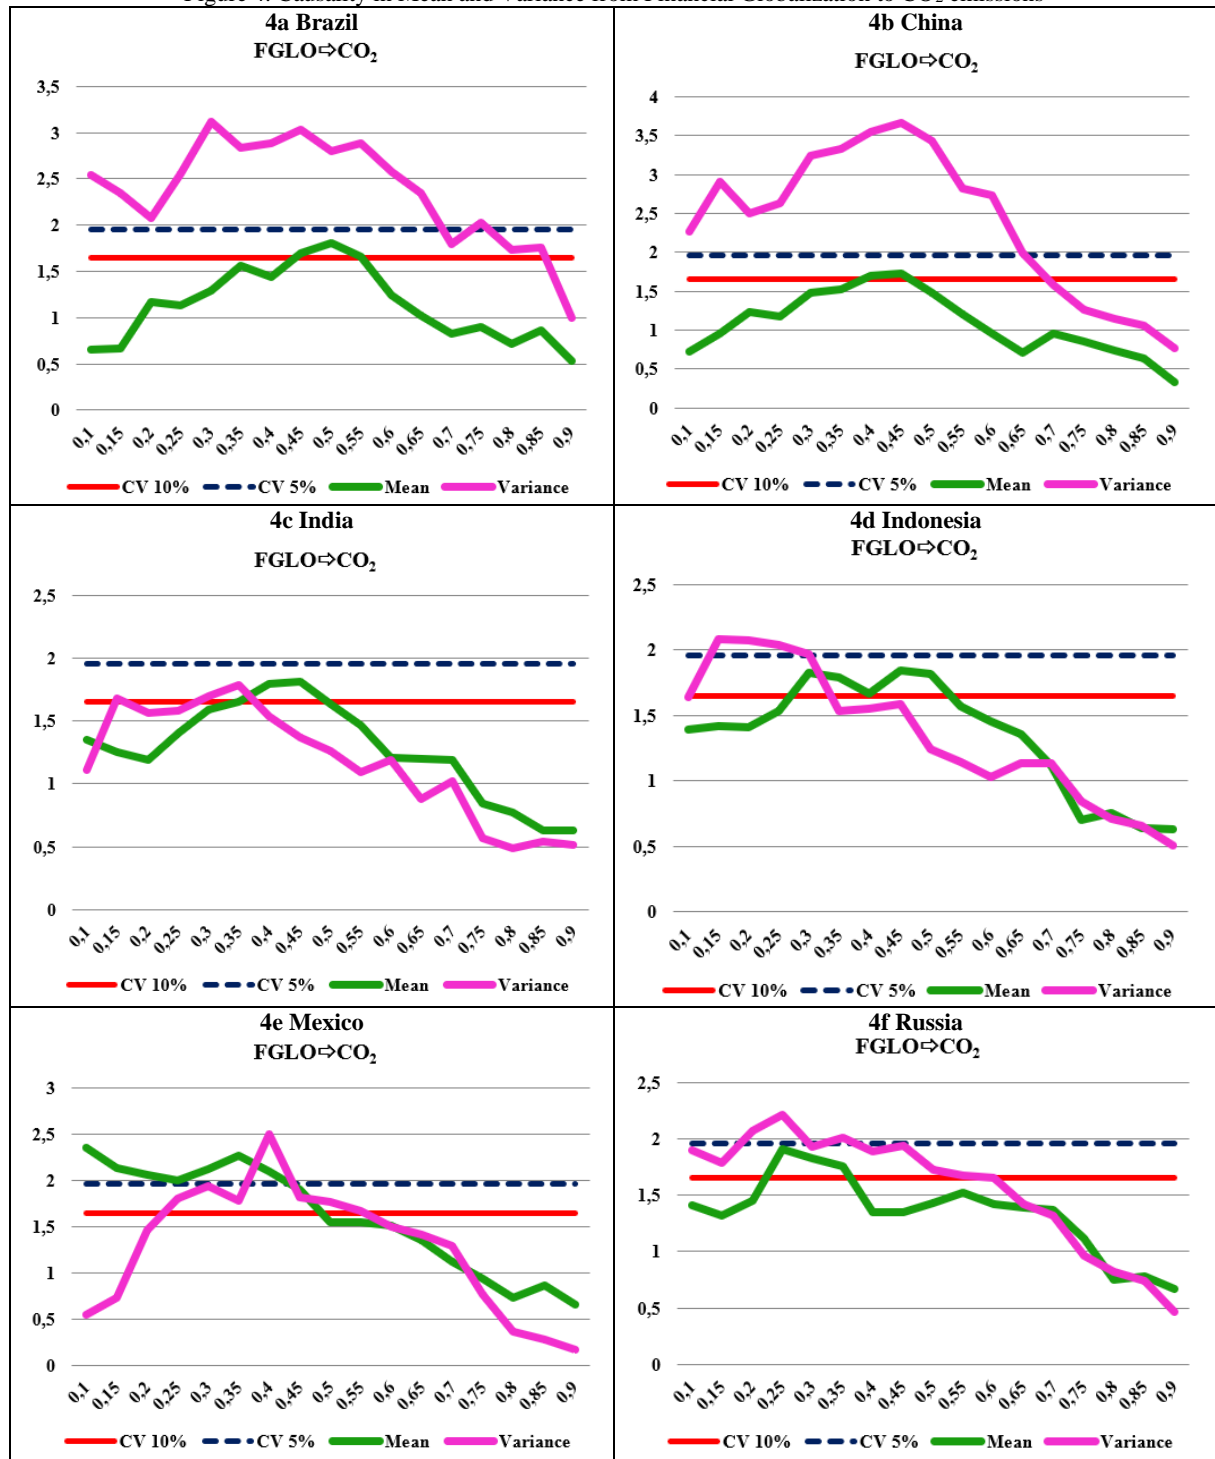 Figure 4. Causality in Mean and Variance from Financial Globalization to CO₂ emissions
4a Brazil
FGLO⇨CO₂
3,5
3
2,5
2
1,5
1
0,5
0
0,1 0,15 0,2 0,25 0,3 0,35 0,4 0,45 0,5 0,55 0,6 0,65 0,7 0,75 0,8 0,85 0,9
CV 10% CV 5% Mean Variance
4b China
FGLO⇨CO₂
4
3,5
3
2,5
2
1,5
1
0,5
0
0,1 0,15 0,2 0,25 0,3 0,35 0,4 0,45 0,5 0,55 0,6 0,65 0,7 0,75 0,8 0,85 0,9
CV 10% CV 5% Mean Variance
4c India
FGLO⇨CO₂
2,5
2
1,5
1
0,5
0
0,1 0,15 0,2 0,25 0,3 0,35 0,4 0,45 0,5 0,55 0,6 0,65 0,7 0,75 0,8 0,85 0,9
CV 10% CV 5% Mean Variance
4d Indonesia
FGLO⇨CO₂
2,5
2
1,5
1
0,5
0
0,1 0,15 0,2 0,25 0,3 0,35 0,4 0,45 0,5 0,55 0,6 0,65 0,7 0,75 0,8 0,85 0,9
CV 10% CV 5% Mean Variance
4e Mexico
FGLO⇨CO₂
3
2,5
2
1,5
1
0,5
0
0,1 0,15 0,2 0,25 0,3 0,35 0,4 0,45 0,5 0,55 0,6 0,65 0,7 0,75 0,8 0,85 0,9
CV 10% CV 5% Mean Variance
4f Russia
FGLO⇨CO₂
2,5
2
1,5
1
0,5
0
0,1 0,15 0,2 0,25 0,3 0,35 0,4 0,45 0,5 0,55 0,6 0,65 0,7 0,75 0,8 0,85 0,9
CV 10% CV 5% Mean Variance